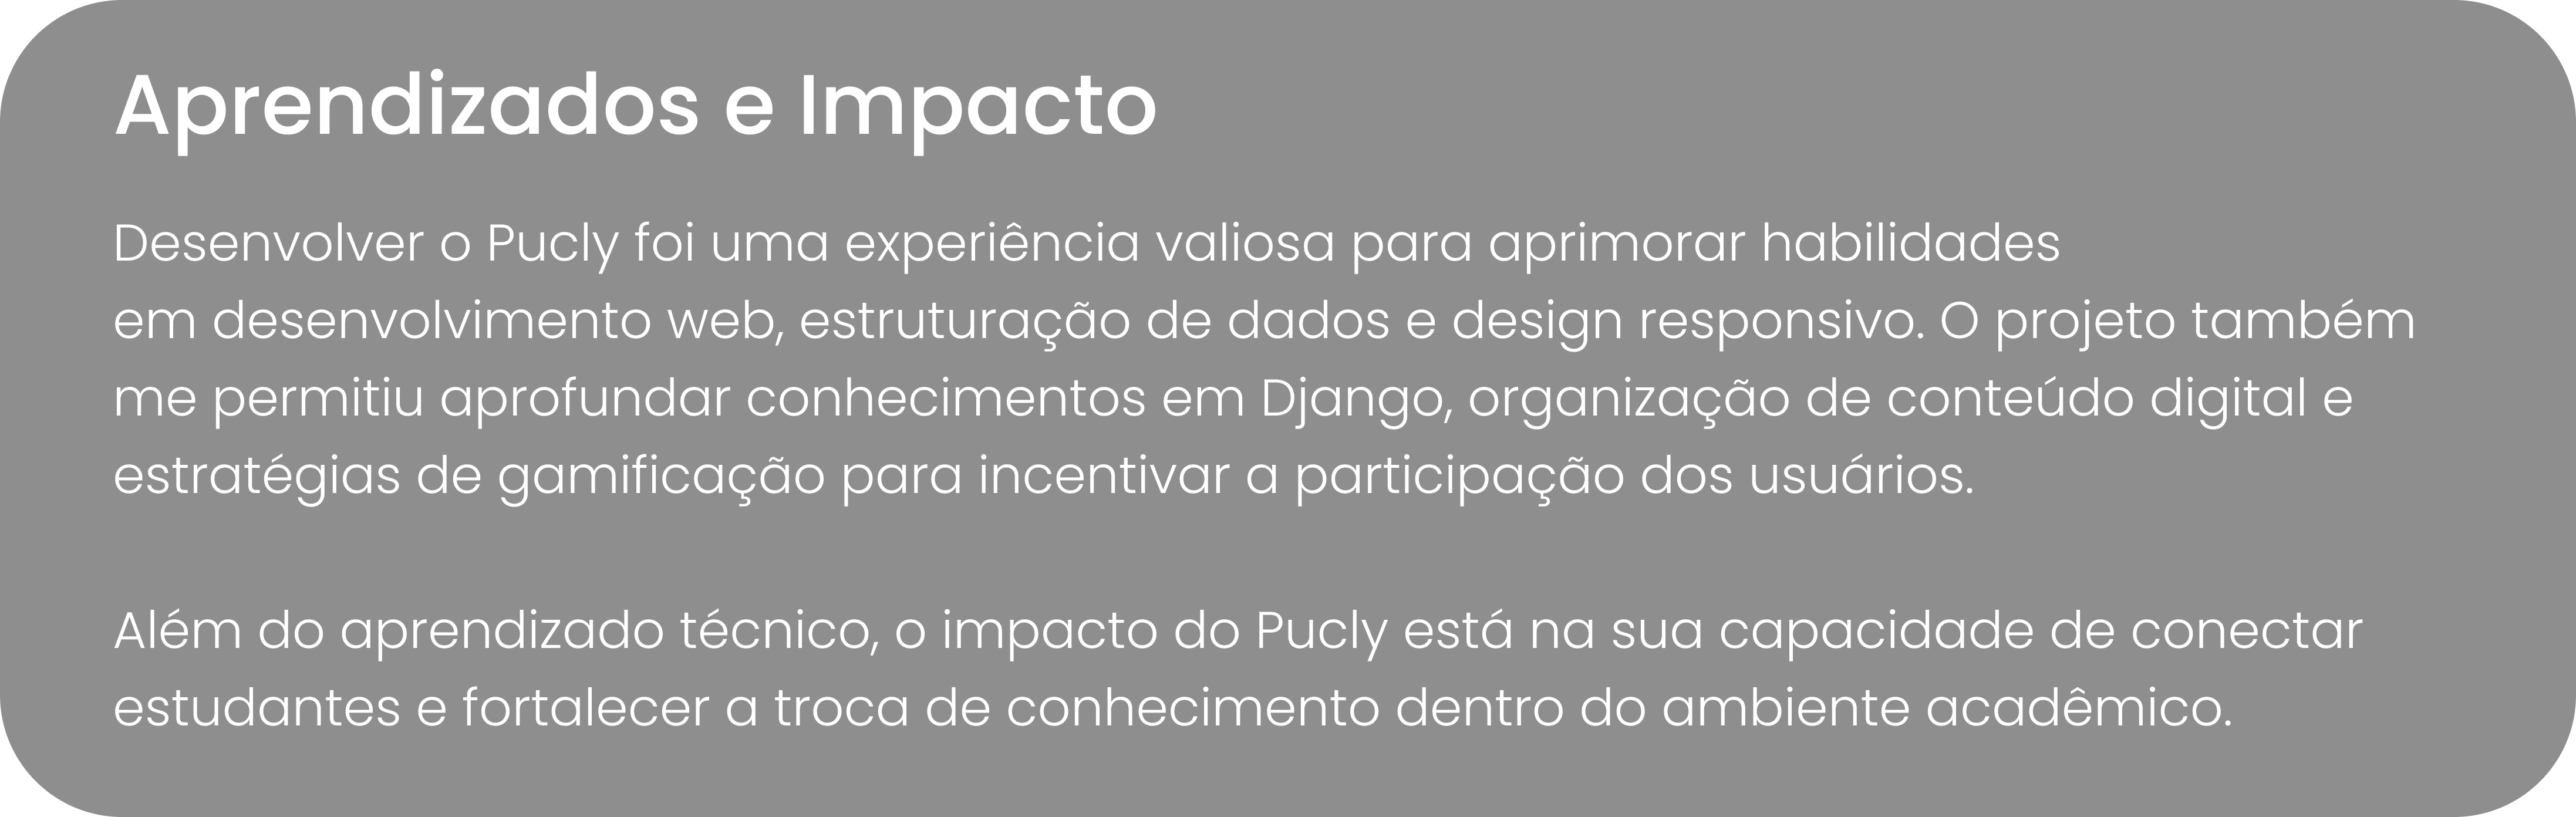 Aprendizados e Impacto
Desenvolver o Pucly foi uma experiência valiosa para aprimorar habilidades
em desenvolvimento web, estruturação de dados e design responsivo. O projeto também
me permitiu aprofundar conhecimentos em Django, organização de conteúdo digital e
estratégias de gamificação para incentivar a participação dos usuários.
Além do aprendizado técnico, o impacto do Pucly está na sua capacidade de conectar
estudantes e fortalecer a troca de conhecimento dentro do ambiente acadêmico.